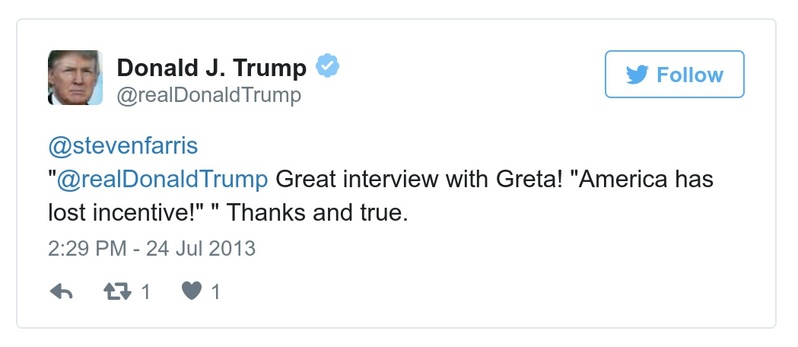 Donald J. Trump
@realDonaldTrump
Follow
@stevenfarris
"@realDonaldTrump Great interview with Greta! "America has
lost incentive!" " Thanks and true.
2:29 PM - 24 Jul 2013
1 1